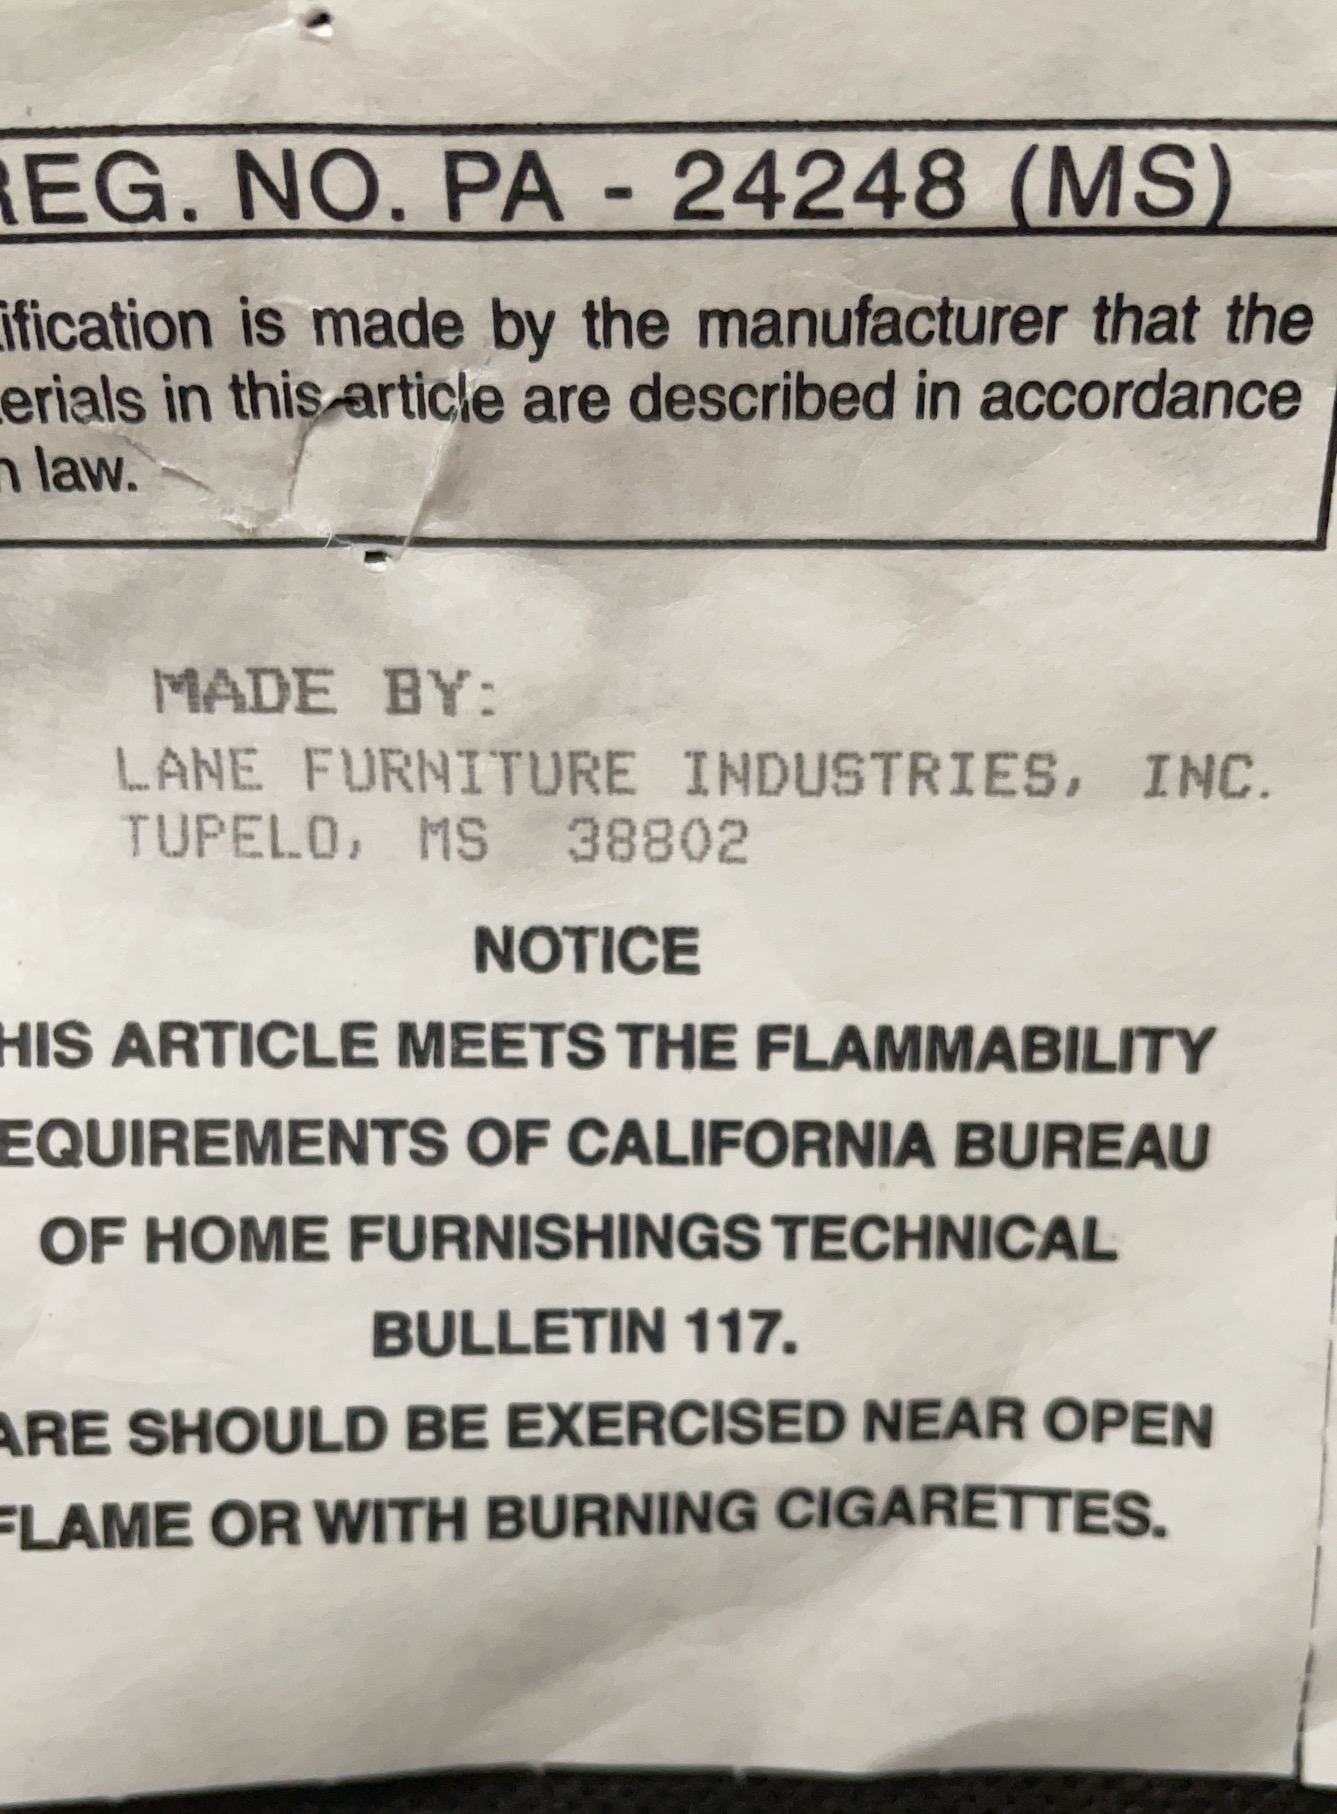 REG. NO. PA - 24248 (MS)
ification is made by the manufacturer that the
erials in this article are described in accordance
h law.
MADE BY:
LANE FURNITURE INDUSTRIES, INC.
TUPELO, MS 38802
NOTICE
HIS ARTICLE MEETS THE FLAMMABILITY
EQUIREMENTS OF CALIFORNIA BUREAU
OF HOME FURNISHINGS TECHNICAL
BULLETIN 117.
ARE SHOULD BE EXERCISED NEAR OPEN
FLAME OR WITH BURNING CIGARETTES.